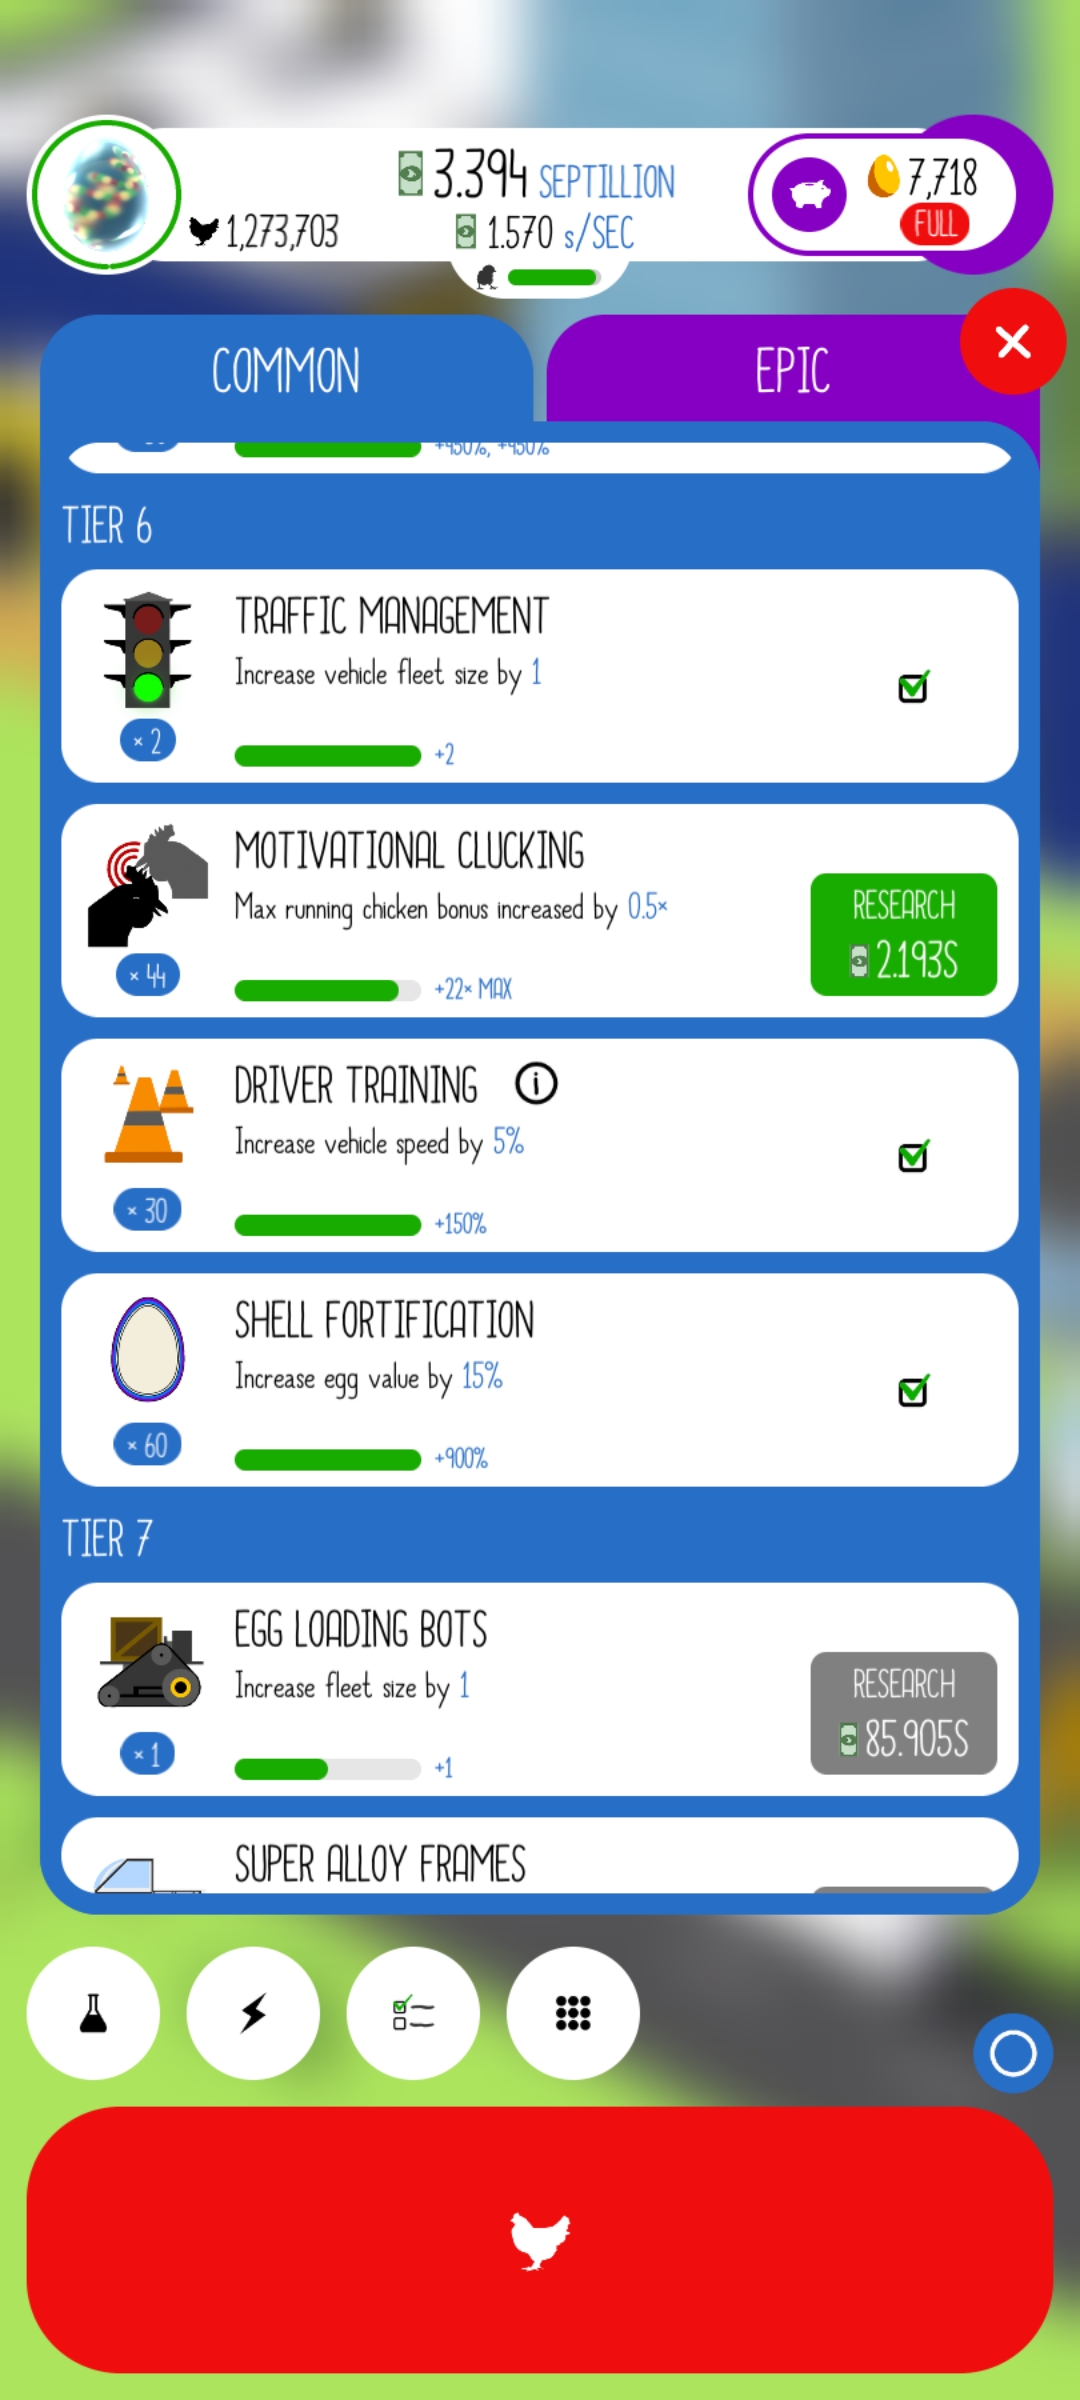 3.394 SEPTILLION
7,718
1,273,703
1.570 s/SEC
FULL
COMMON
EPIC
+450%, +450%
TIER 6
TRAFFIC MANAGEMENT
Increase vehicle fleet size by 1
× 2
+2
MOTIVATIONAL CLUCKING
Max running chicken bonus increased by 0.5×
RESEARCH
2.193S
× 44
+22× MAX
DRIVER TRAINING
Increase vehicle speed by 5%
× 30
+150%
SHELL FORTIFICATION
Increase egg value by 15%
× 60
+900%
TIER 7
EGG LOADING BOTS
Increase fleet size by 1
RESEARCH
85.905S
× 1
+1
SUPER ALLOY FRAMES